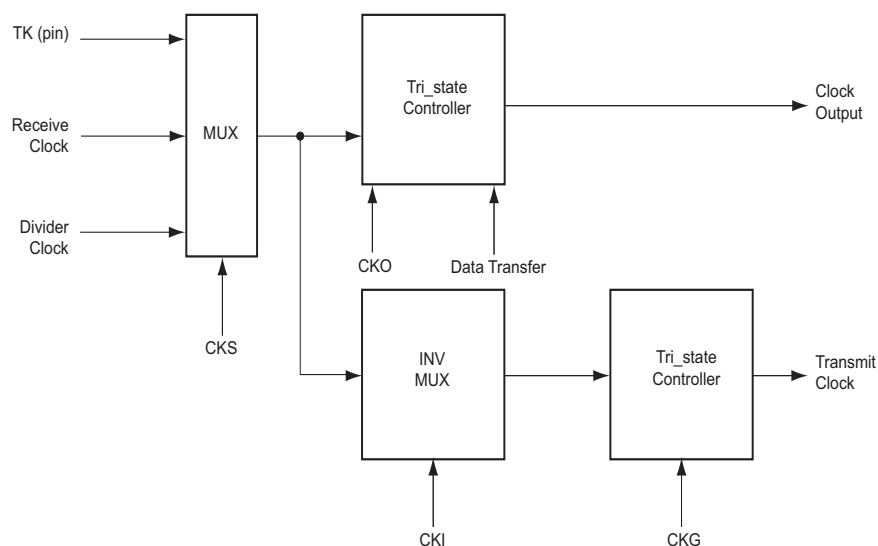 TK (pin)
Receive
Clock
Divider
Clock
MUX
CKS
Tri_state
Controller
CKO
Data Transfer
Clock
Output
INV
MUX
CKI
Tri_state
Controller
CKG
Transmit
Clock